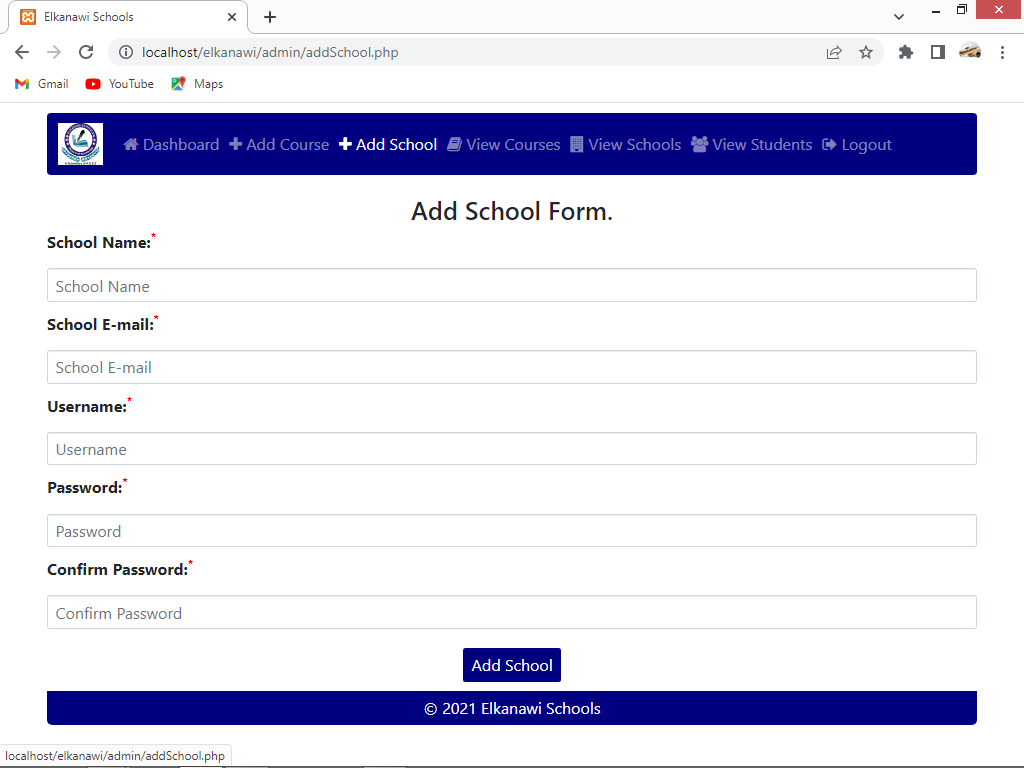 Elkanawi Schools
localhost/elkanawi/admin/addSchool.php
Gmail YouTube Maps
Dashboard Add Course Add School View Courses View Schools View Students Logout
Add School Form.
School Name:*
School Name
School E-mail:*
School E-mail
Username:*
Username
Password:*
Password
Confirm Password:*
Confirm Password
Add School
© 2021 Elkanawi Schools
localhost/elkanawi/admin/addSchool.php